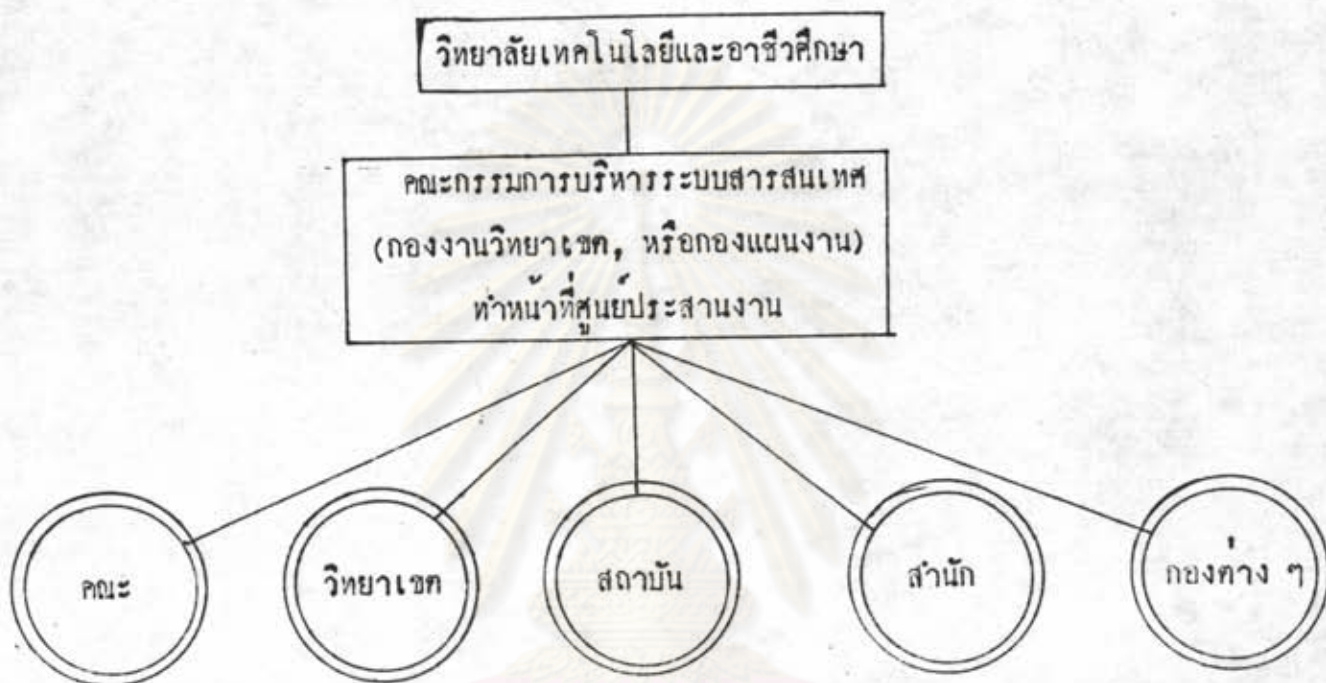 วิทยาลัยเทคโนโลยีและอาชีวศึกษา
คณะกรรมการบริหารระบบสารสนเทศ
(กองงานวิทยาเขต, หรือกองแผนงาน)
ทำหน้าที่ศูนย์ประสานงาน
คณะ
วิทยาเขต
สถาบัน
สำนัก
กองต่าง ๆ